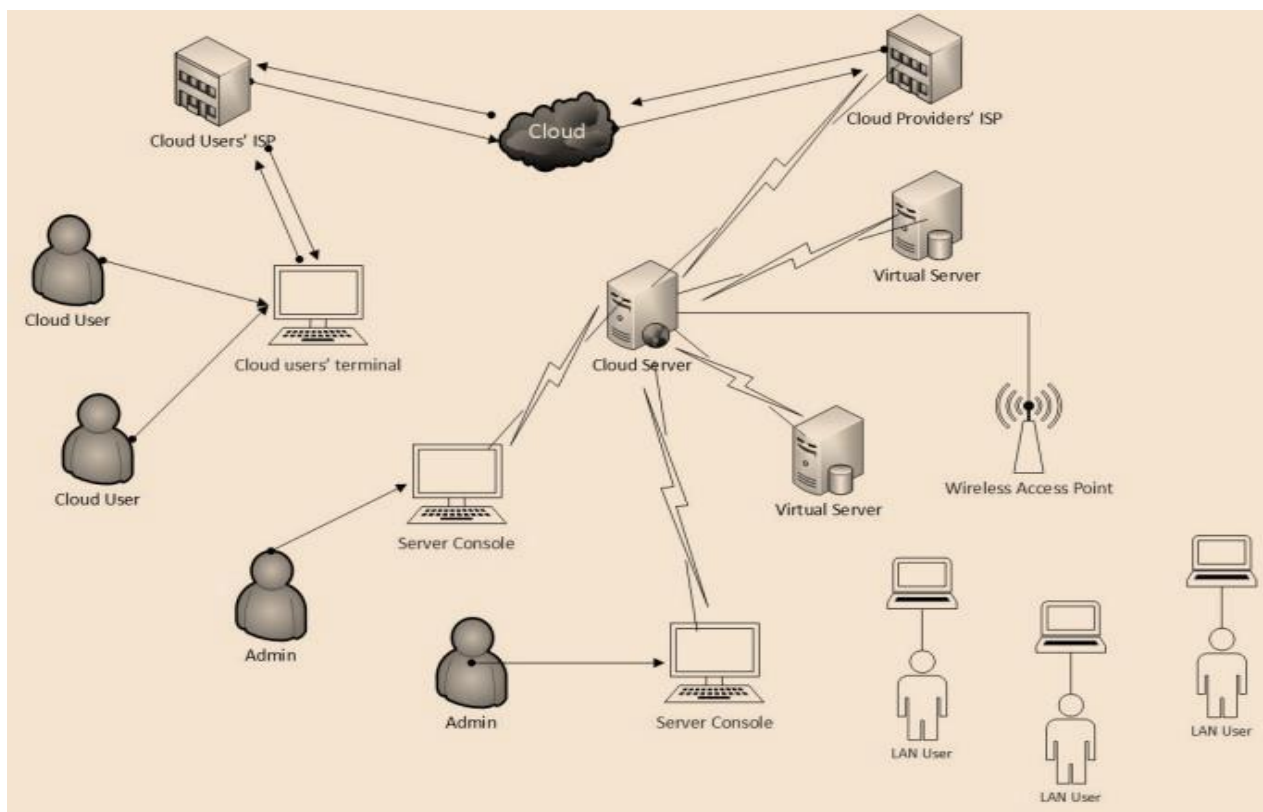 Cloud Users' ISP
Cloud
Cloud Providers' ISP
Virtual Server
Cloud User
Cloud users' terminal
Cloud Server
Cloud User
Virtual Server
Wireless Access Point
Server Console
Admin
Admin
Server Console
LAN User
LAN User
LAN User